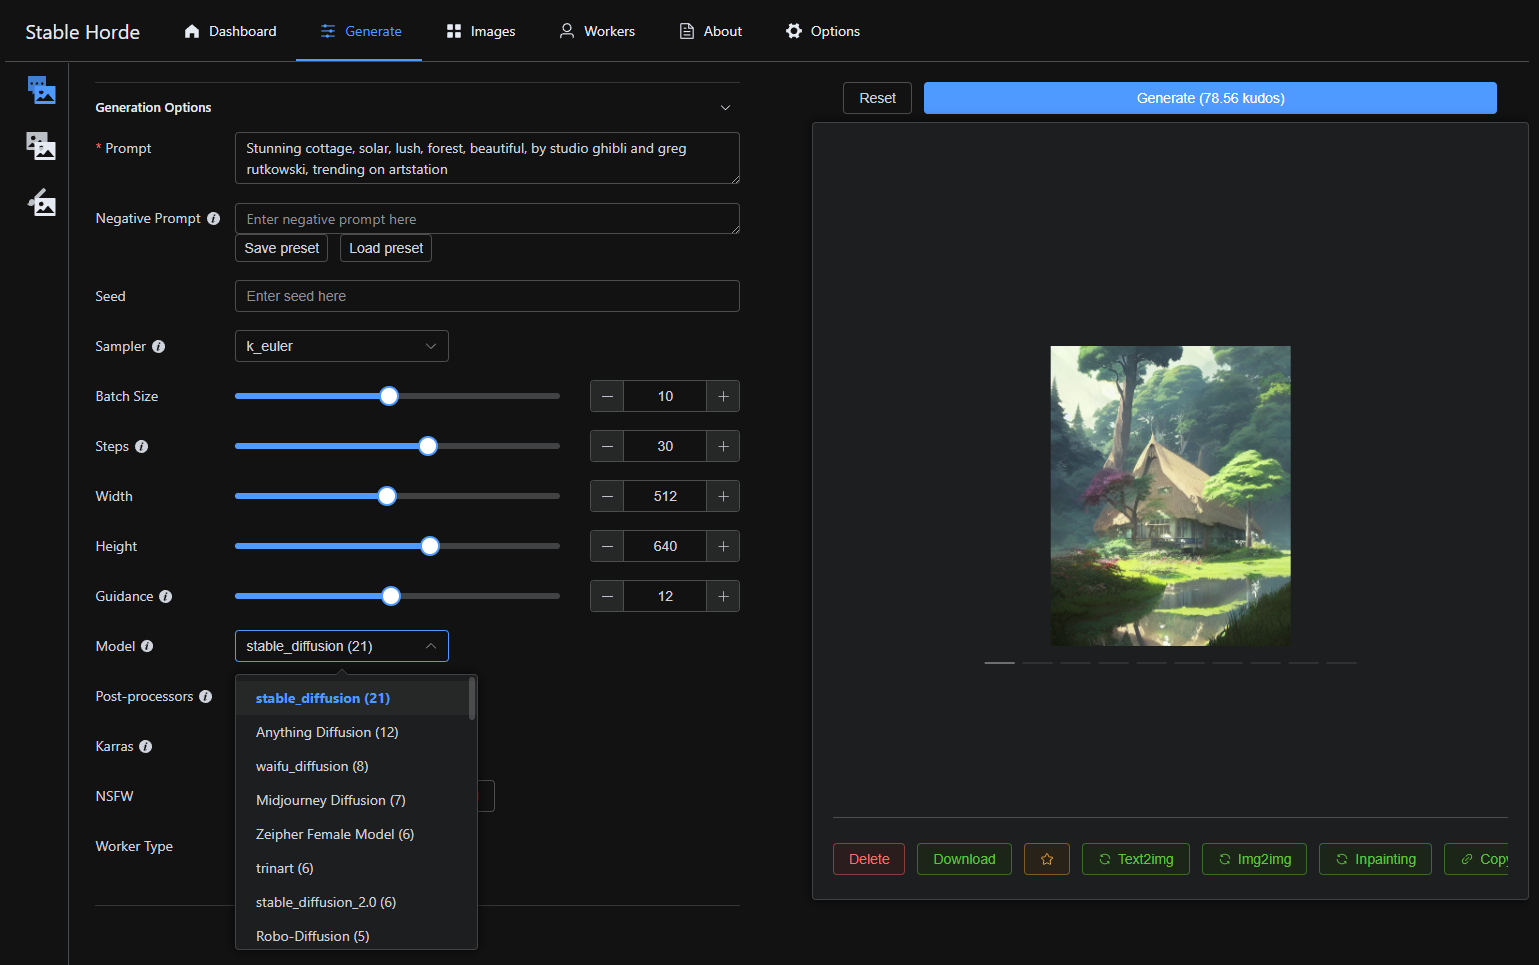 Stable Horde
Dashboard
Generate
Images
Workers
About
Options
Generation Options
* Prompt
Stunning cottage, solar, lush, forest, beautiful, by studio ghibli and greg
rutkowski, trending on artstation
Negative Prompt
Enter negative prompt here
Save preset
Load preset
Seed
Enter seed here
Sampler
k_euler
Batch Size
10
Steps
30
Width
512
Height
640
Guidance
12
Model
stable_diffusion (21)
Post-processors
Karras
NSFW
Worker Type
stable_diffusion (21)
Anything Diffusion (12)
waifu_diffusion (8)
Midjourney Diffusion (7)
Zeipher Female Model (6)
trinart (6)
stable_diffusion_2.0 (6)
Robo-Diffusion (5)
Reset
Generate (78.56 kudos)
Delete
Download
Text2img
Img2img
Inpainting
Copy